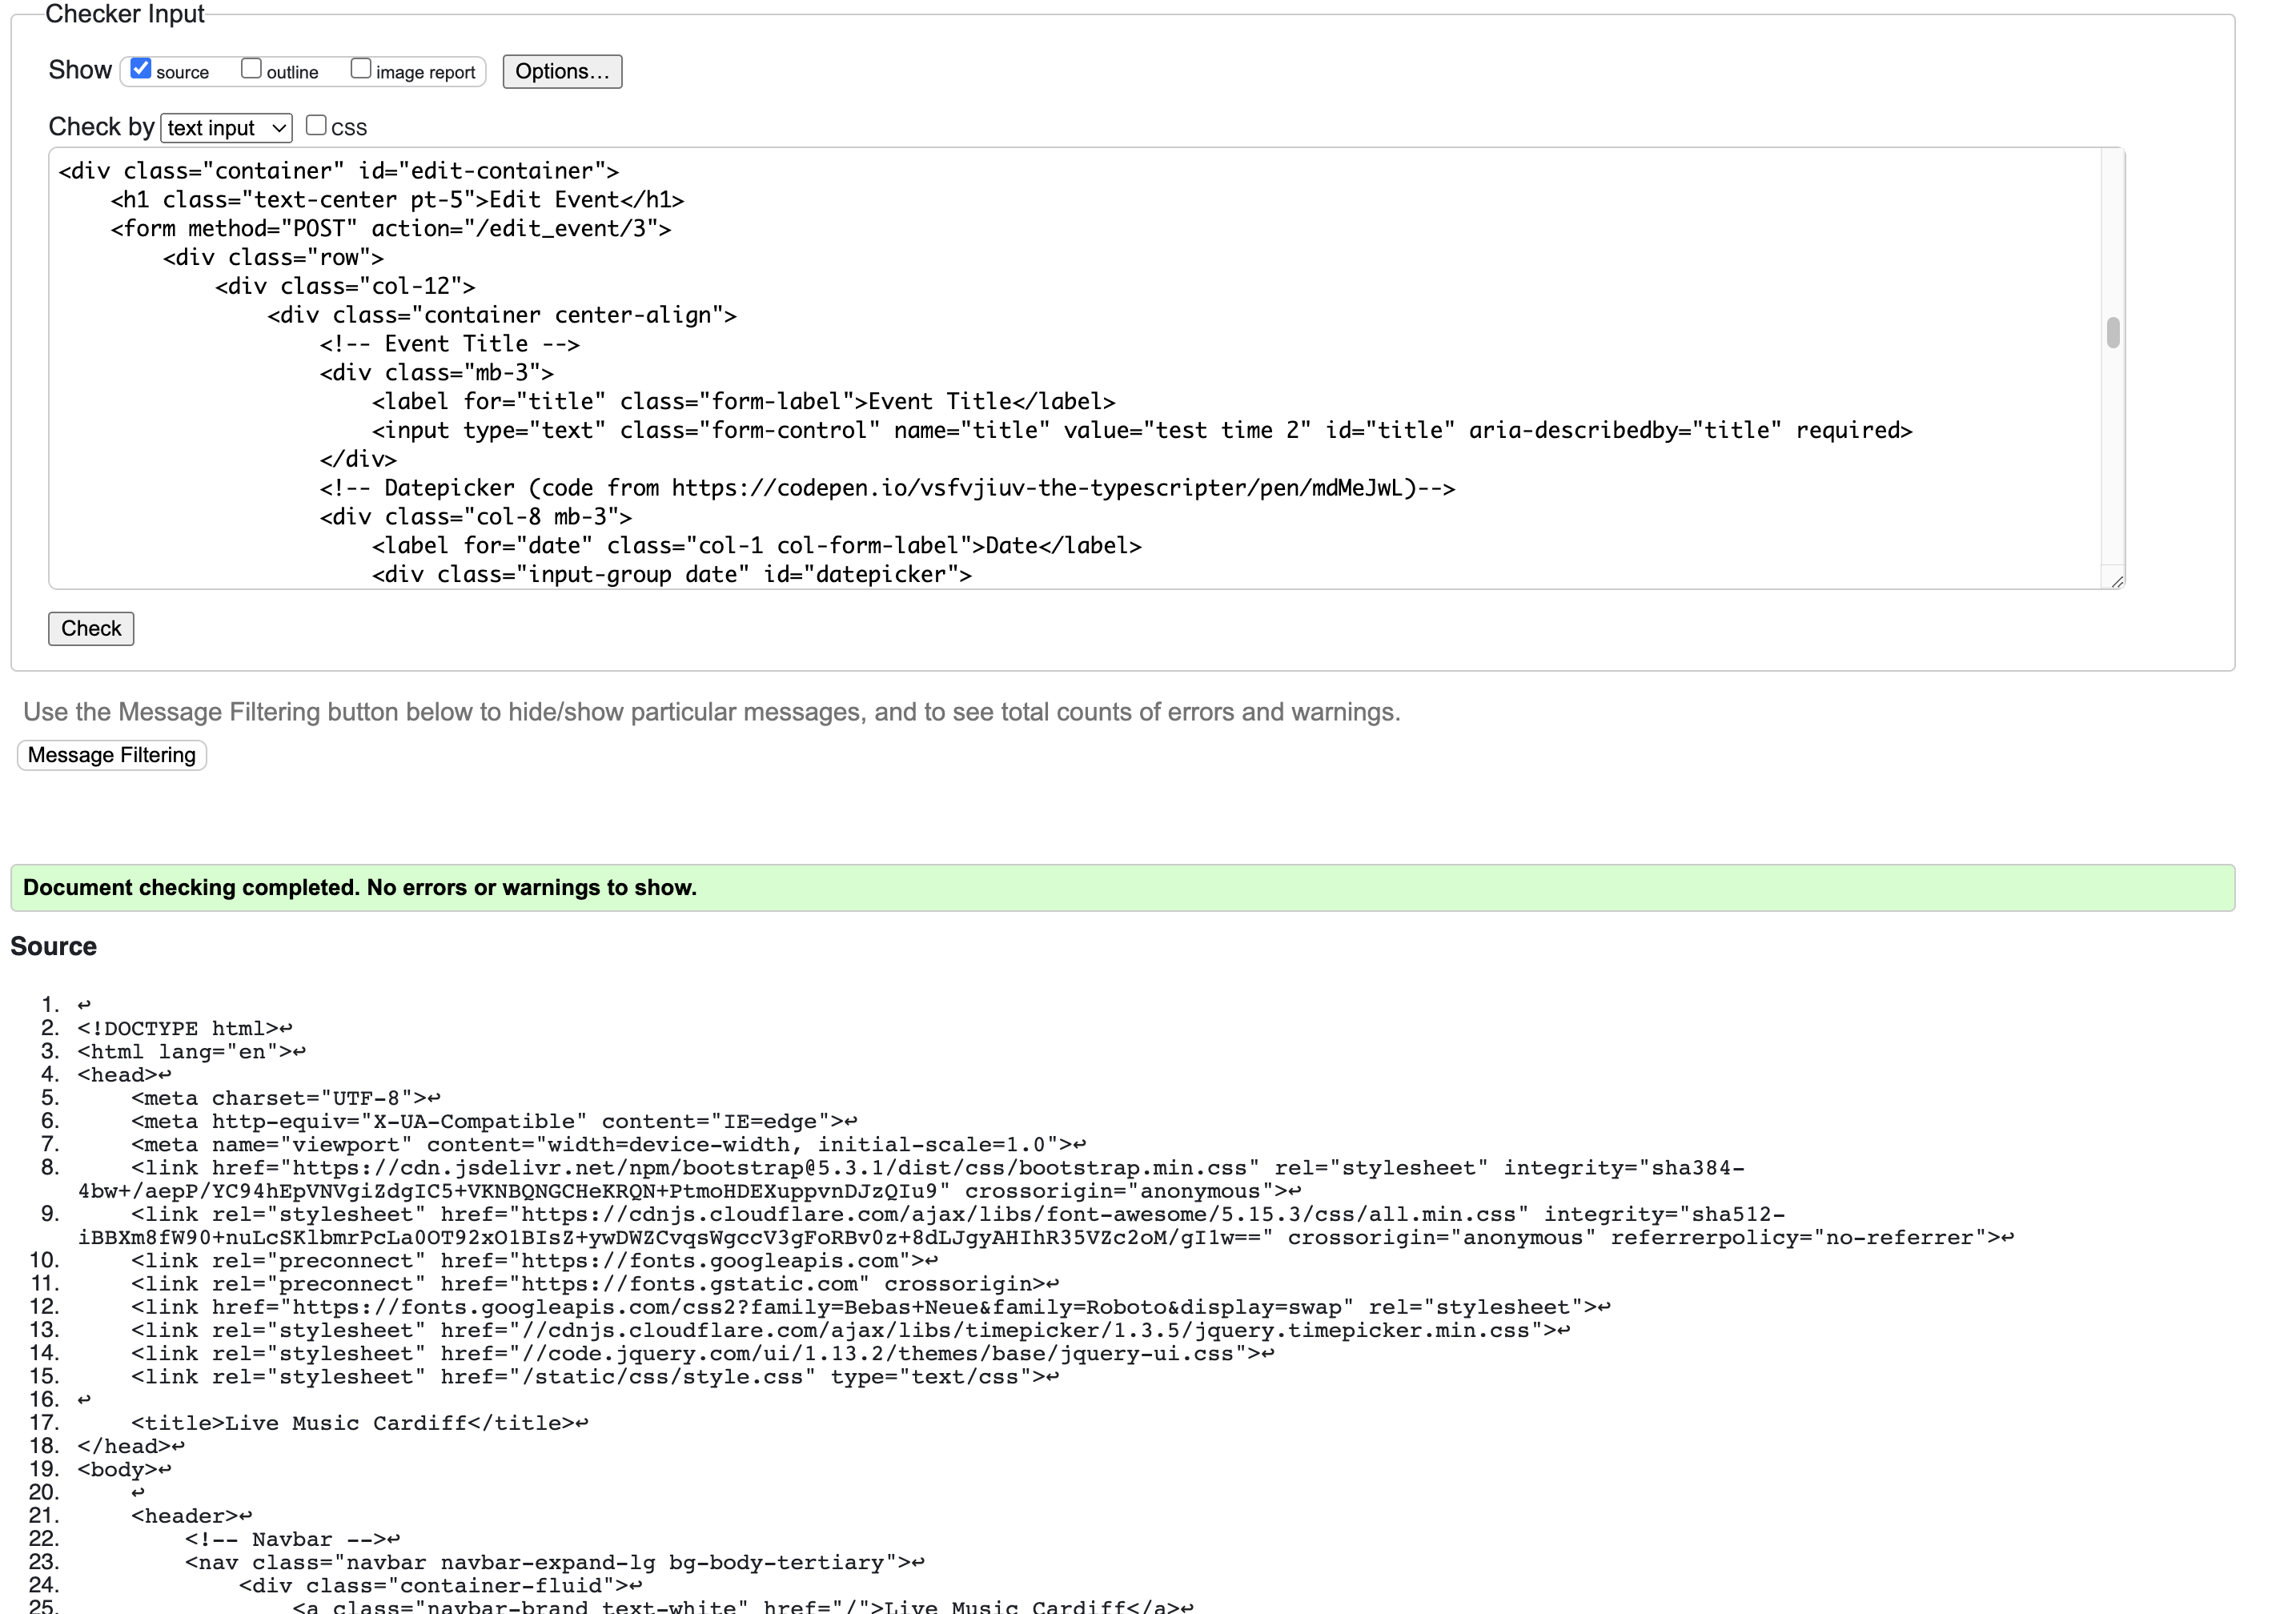 Checker Input
Show source outline image report Options...
Check by text input CSS
<div class="container" id="edit-container">
<h1 class="text-center pt-5">Edit Event</h1>
<form method="POST" action="/edit_event/3">
<div class="row">
<div class="col-12">
<div class="container center-align">
<!-- Event Title -->
<div class="mb-3">
<label for="title" class="form-label">Event Title</label>
<input type="text" class="form-control" name="title" value="test time 2" id="title" aria-describedby="title" required>
</div>
<!-- Datepicker (code from https://codepen.io/vsfvjiuv-the-typescripter/pen/mdMeJwL)-->
<div class="col-8 mb-3">
<label for="date" class="col-1 col-form-label">Date</label>
<div class="input-group date" id="datepicker">
Check
Use the Message Filtering button below to hide/show particular messages, and to see total counts of errors and warnings.
Message Filtering
Document checking completed. No errors or warnings to show.
Source
1. ↩
2. <!DOCTYPE html>↩
3. <html lang="en">↩
4. <head>↩
5. <meta charset="UTF-8">↩
6. <meta http-equiv="X-UA-Compatible" content="IE=edge">↩
7. <meta name="viewport" content="width=device-width, initial-scale=1.0">↩
8. <link href="https://cdn.jsdelivr.net/npm/bootstrap@5.3.1/dist/css/bootstrap.min.css" rel="stylesheet" integrity="sha384-
4bw+/aepP/YC94hEpVNVgiZdgIC5+VKNBQNGCHeKRQN+PtmoHDEXuppvnDJzQIu9" crossorigin="anonymous">↩
9. <link rel="stylesheet" href="https://cdnjs.cloudflare.com/ajax/libs/font-awesome/5.15.3/css/all.min.css" integrity="sha512-
iBBXm8fW90+nuLcSKlbmrPcLa0OT92xO1BIsZ+ywDWZCvqsWgccV3gFoRBv0z+8dLJgyAHIhR35VZc2oM/gI1w==" crossorigin="anonymous" referrerpolicy="no-referrer">↩
10. <link rel="preconnect" href="https://fonts.googleapis.com">↩
11. <link rel="preconnect" href="https://fonts.gstatic.com" crossorigin>↩
12. <link href="https://fonts.googleapis.com/css2?family=Bebas+Neue&family=Roboto&display=swap" rel="stylesheet">↩
13. <link rel="stylesheet" href="//cdnjs.cloudflare.com/ajax/libs/timepicker/1.3.5/jquery.timepicker.min.css">↩
14. <link rel="stylesheet" href="//code.jquery.com/ui/1.13.2/themes/base/jquery-ui.css">↩
15. <link rel="stylesheet" href="/static/css/style.css" type="text/css">↩
16. ↩
17. <title>Live Music Cardiff</title>↩
18. </head>↩
19. <body>↩
20. ↩
21. <header>↩
22. <!-- Navbar -->↩
23. <nav class="navbar navbar-expand-lg bg-body-tertiary">↩
24. <div class="container-fluid">↩
25. <a class="navbar-brand text-white" href="/">Live Music Cardiff</a>↩